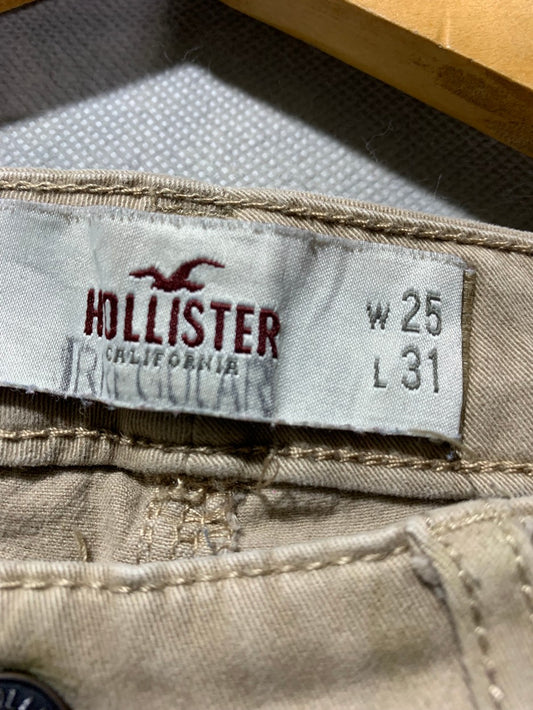 HOLLISTER
CALIFORNIA
IRREGULAR
W 25
L 31